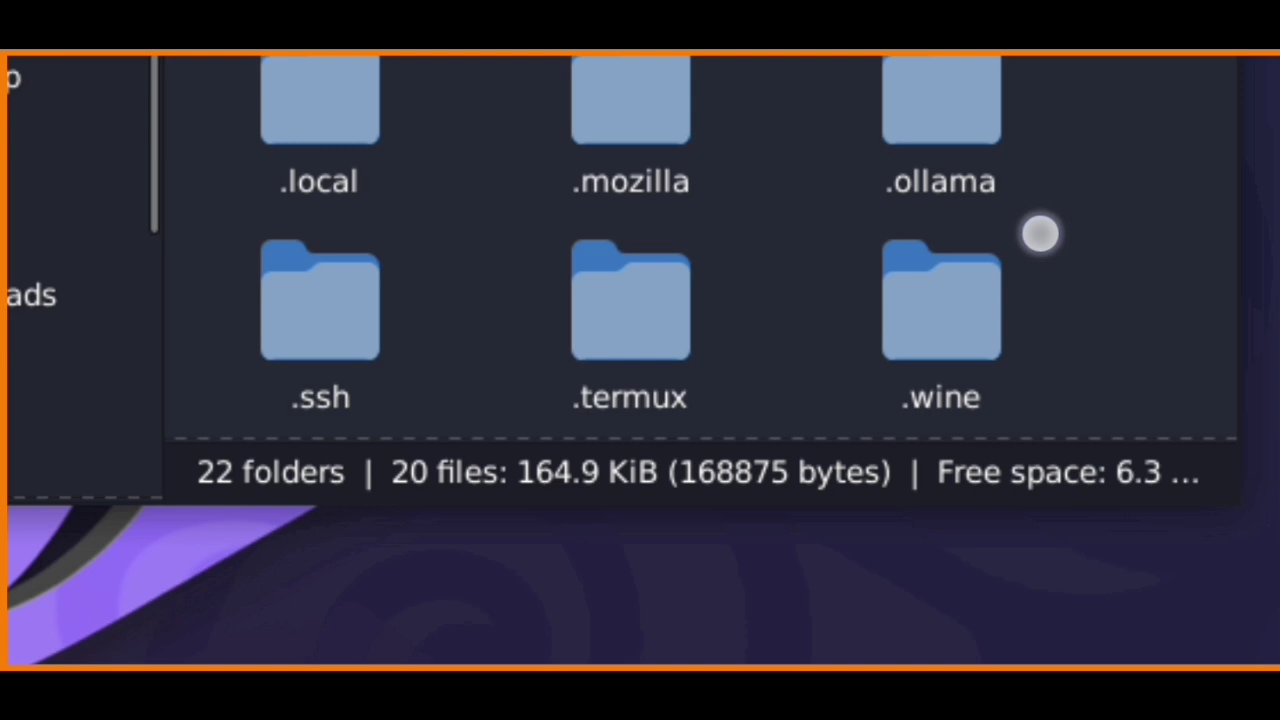 p
.local .mozilla .ollama
ads
.ssh .termux .wine
22 folders | 20 files: 164.9 KiB (168875 bytes) | Free space: 6.3 ...